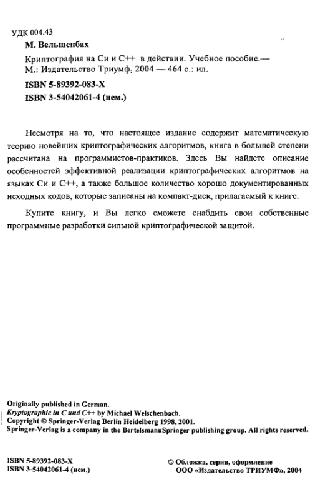 УДК 004.43
М. Вельшенбах
Криптография на Си и С++ в действии. Учебное пособие.—
М.: Издательство Триумф, 2004 — 464 с.: ил.
ISBN 5-89392-083-X
ISBN 3-54042061-4 (нем.)
Несмотря на то, что настоящее издание содержит математическую
теорию новейших криптографических алгоритмов, книга в большей степени
рассчитана на программистов-практиков. Здесь Вы найдете описание
особенностей эффективной реализации криптографических алгоритмов на
языках Си и С++, а также большое количество хорошо документированных
исходных кодов, которые записаны на компакт-диск, прилагаемый к книге.
Купите книгу, и Вы легко сможете снабдить свои собственные
программные разработки сильной криптографической защитой.
Originally published in German.
Kryptographie in C und C++ by Michael Welschenbach.
Copyright © Springer-Verlag Berlin Heidelberg 1998, 2001.
Springer-Verlag is a company in the BertelsmannSpringer publishing group. All rights reserved.
ISBN 5-89392-083-X
ISBN 3-54042061-4 (нем.)
© Обложка, серия, оформление
ООО «Издательство ТРИУМФ», 2004